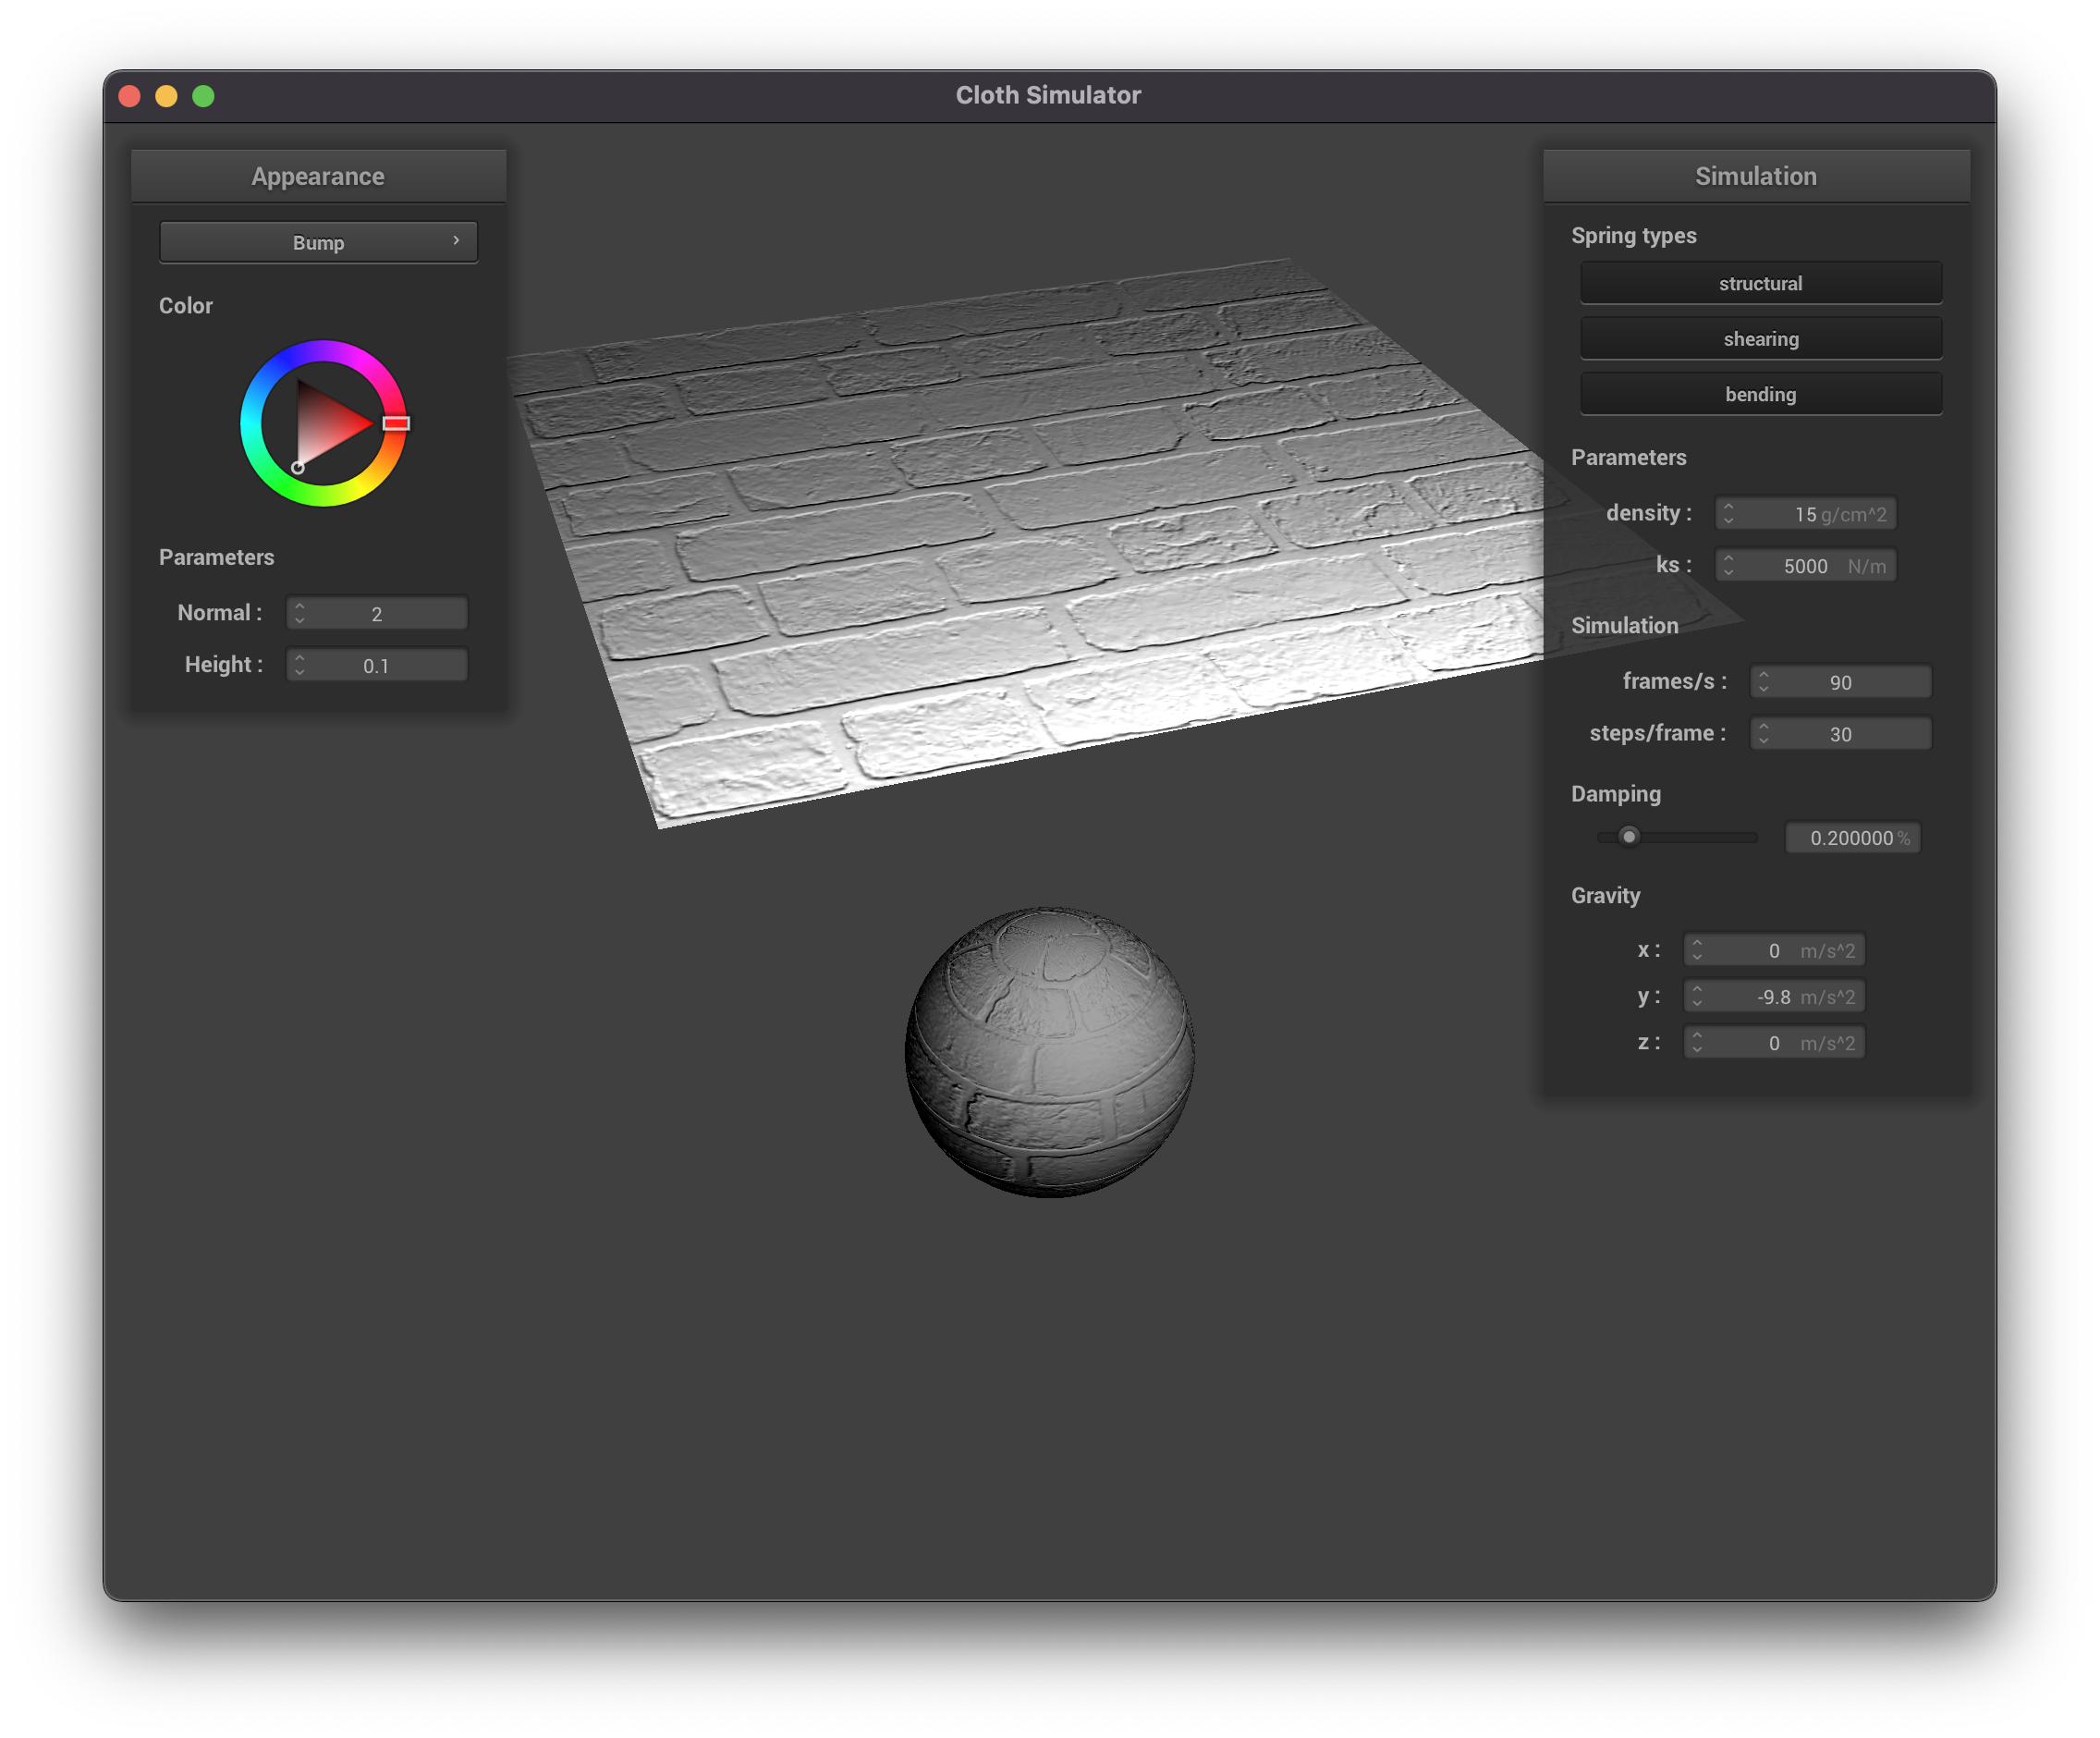 Cloth Simulator
Appearance
Bump
Color
Parameters
Normal : 2
Height : 0.1
Simulation
Spring types
structural
shearing
bending
Parameters
density : 15 g/cm^2
ks : 5000 N/m
Simulation
frames/s : 90
steps/frame : 30
Damping
0.200000 %
Gravity
x : 0 m/s^2
y : -9.8 m/s^2
z : 0 m/s^2